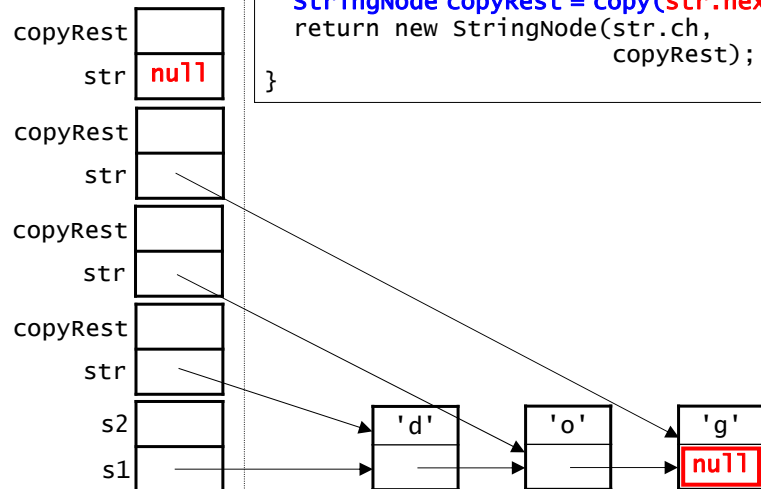 StringNode copyRest = copy(str.nex
return new StringNode(str.ch,
copyRest);
}
copyRest
str null
copyRest
str
copyRest
str
copyRest
str
s2
s1
'd' 'o' 'g'
null